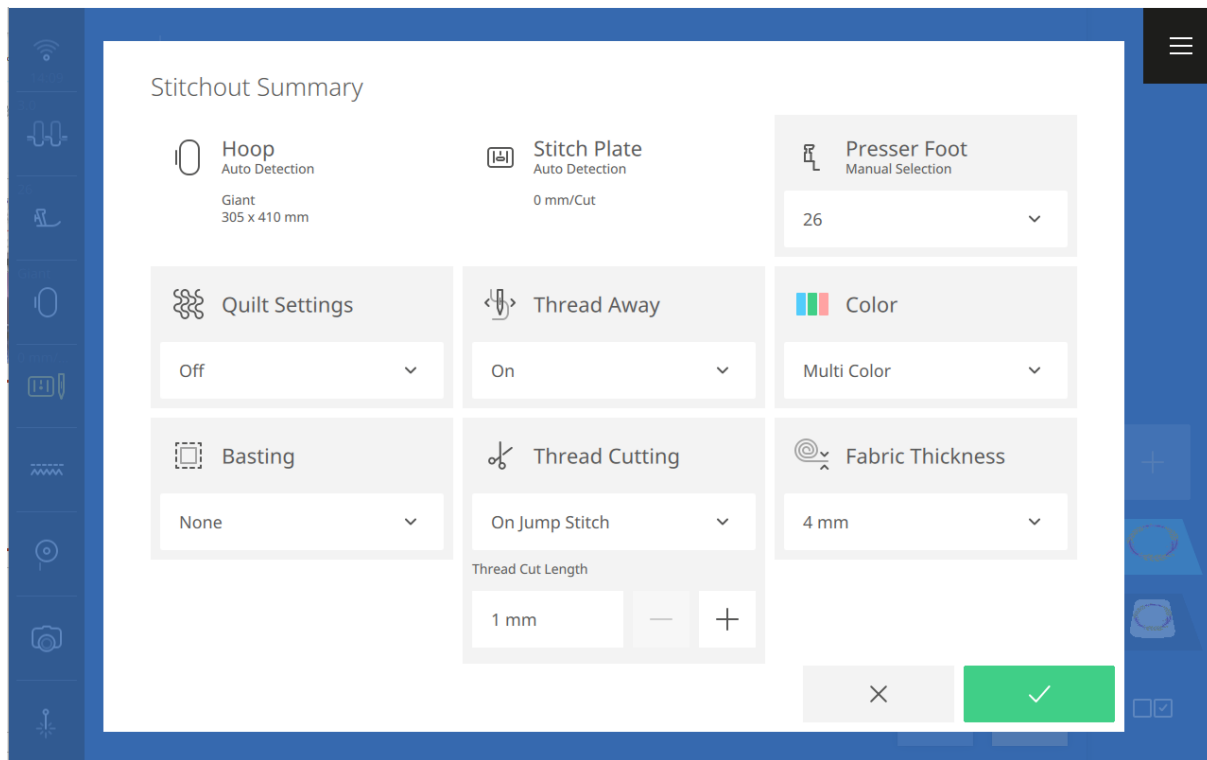 Stitchout Summary
Hoop
Auto Detection
Giant
305 x 410 mm
Stitch Plate
Auto Detection
0 mm/Cut
Presser Foot
Manual Selection
26
Quilt Settings
Off
Thread Away
On
Color
Multi Color
Basting
None
Thread Cutting
On Jump Stitch
Thread Cut Length
1 mm
Fabric Thickness
4 mm